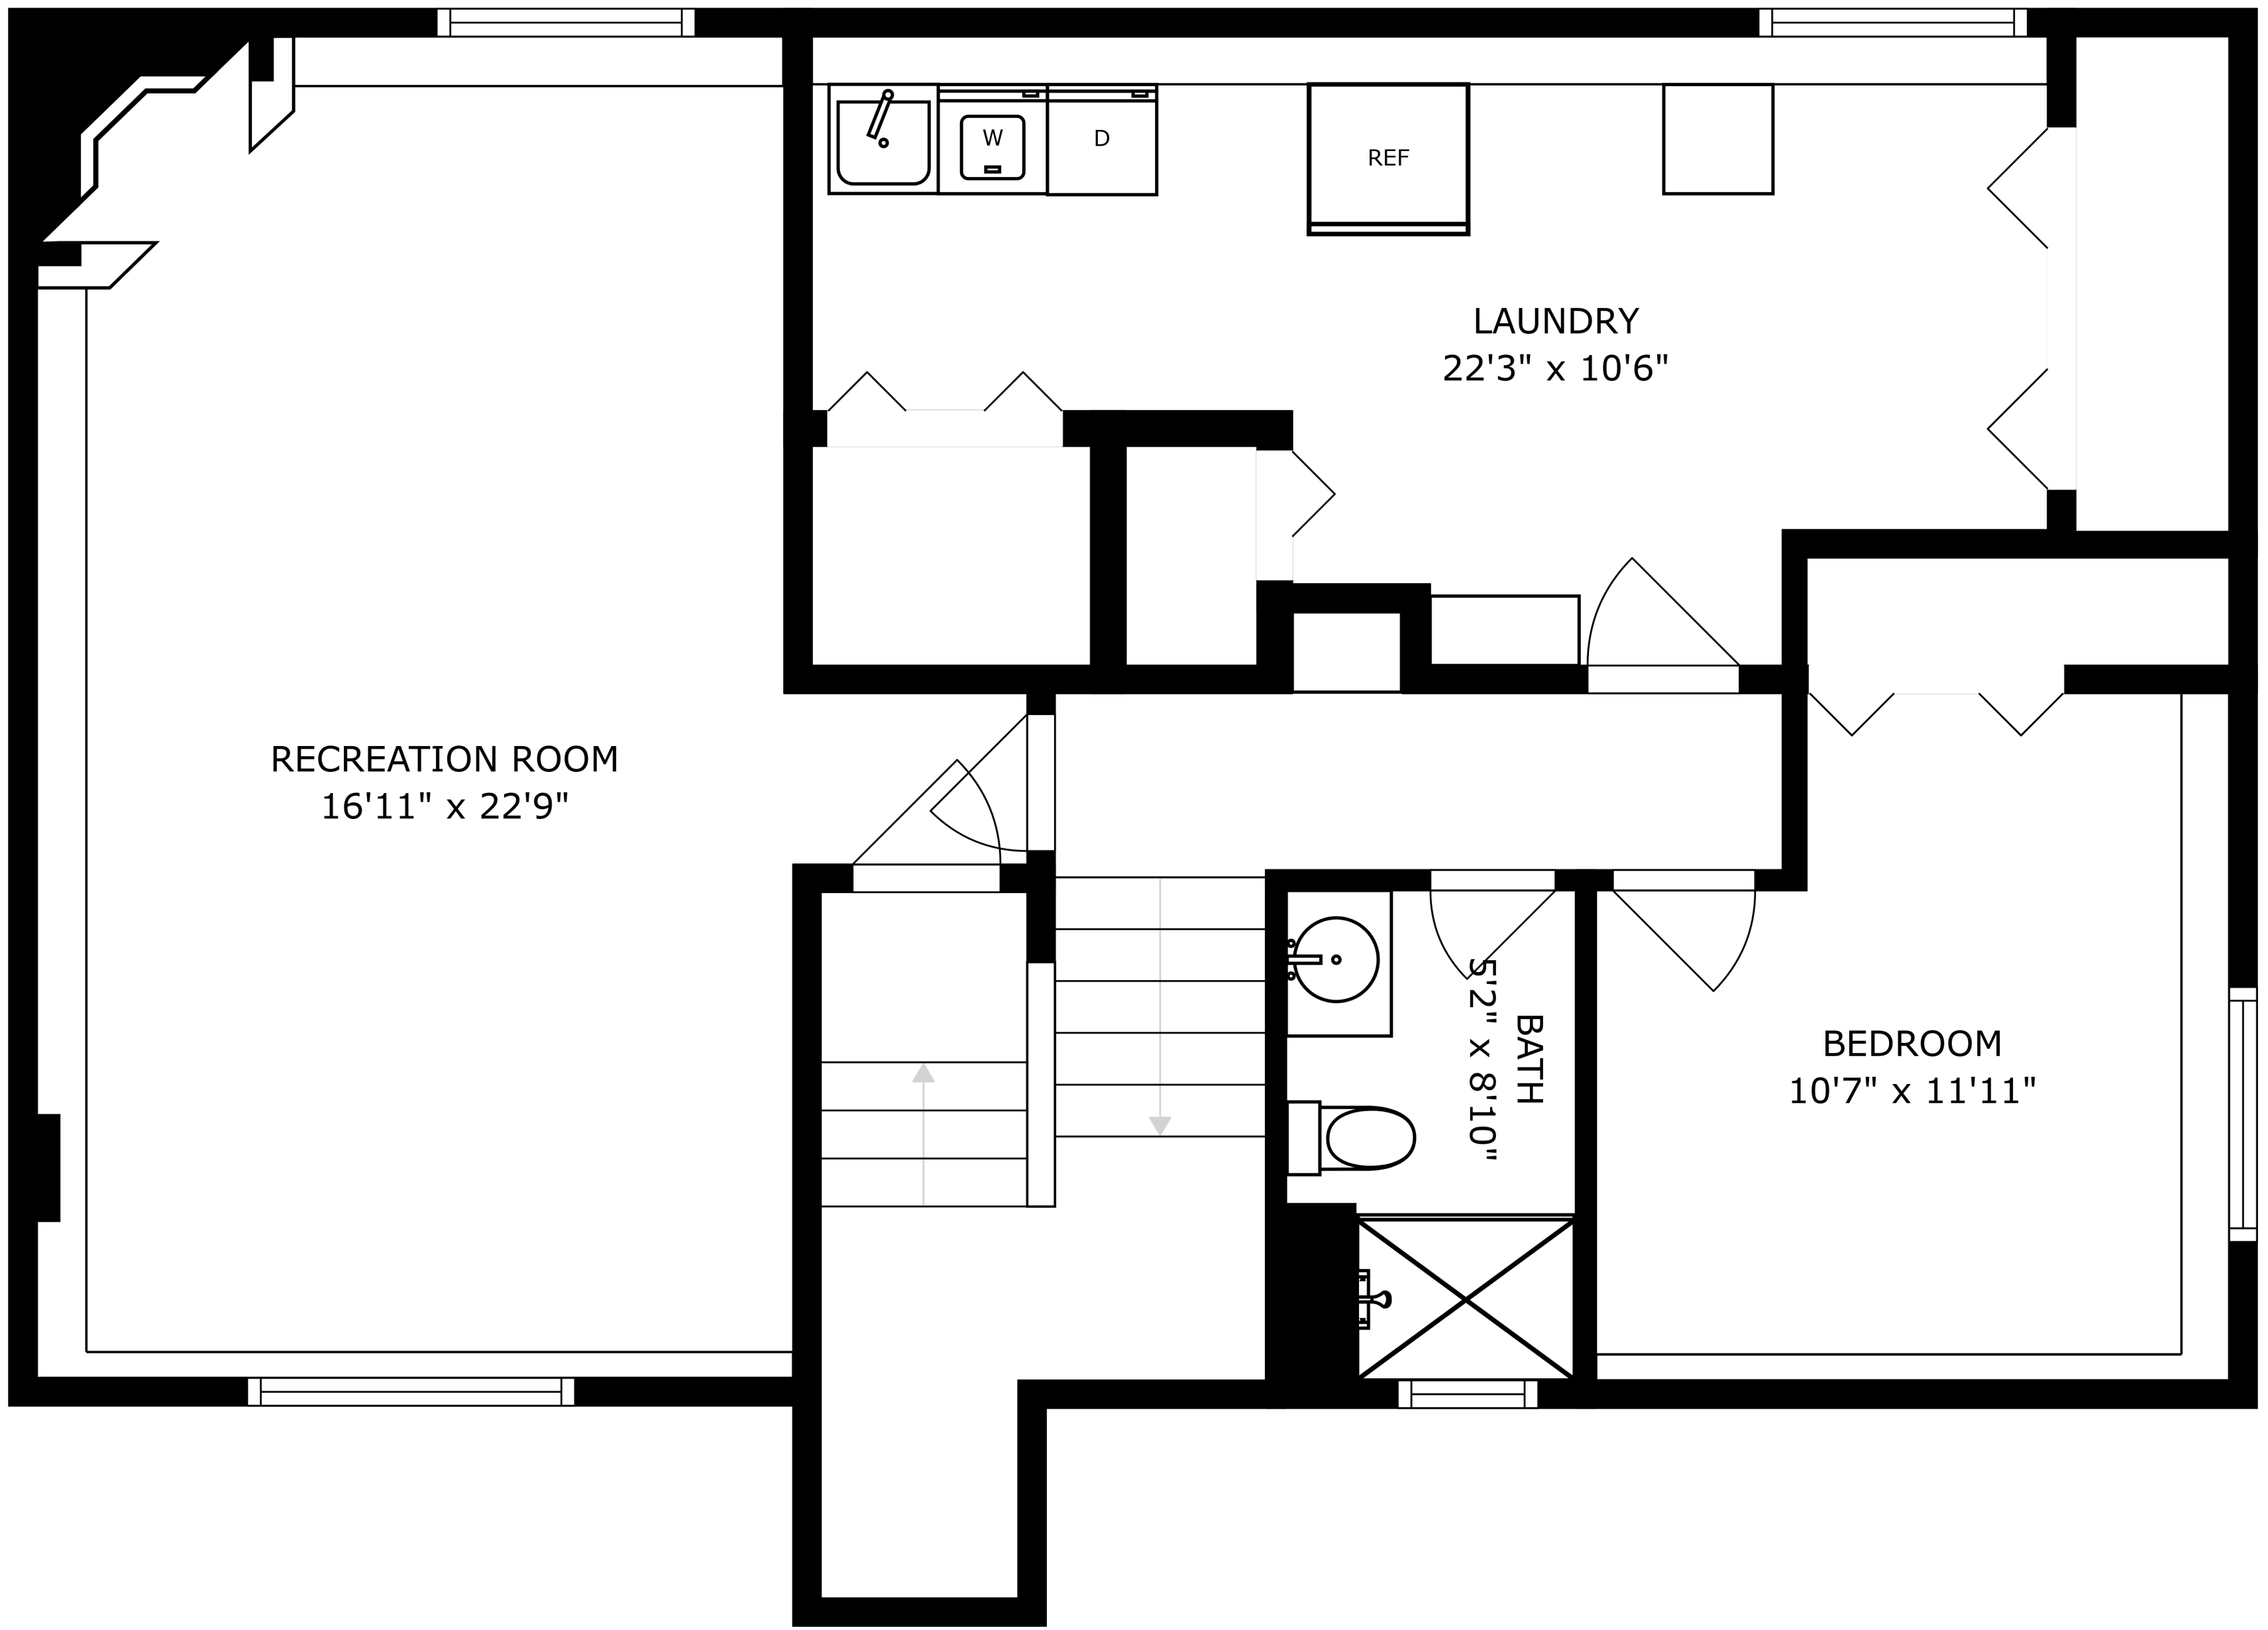 W
D
REF
LAUNDRY
22'3" x 10'6"
RECREATION ROOM
16'11" x 22'9"
BATH
5'2" x 8'10"
BEDROOM
10'7" x 11'11"